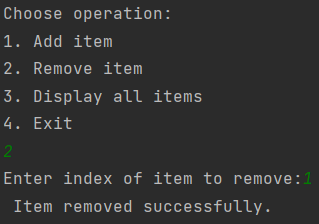 Choose operation:
1. Add item
2. Remove item
3. Display all items
4. Exit
2
Enter index of item to remove:1
 Item removed successfully.